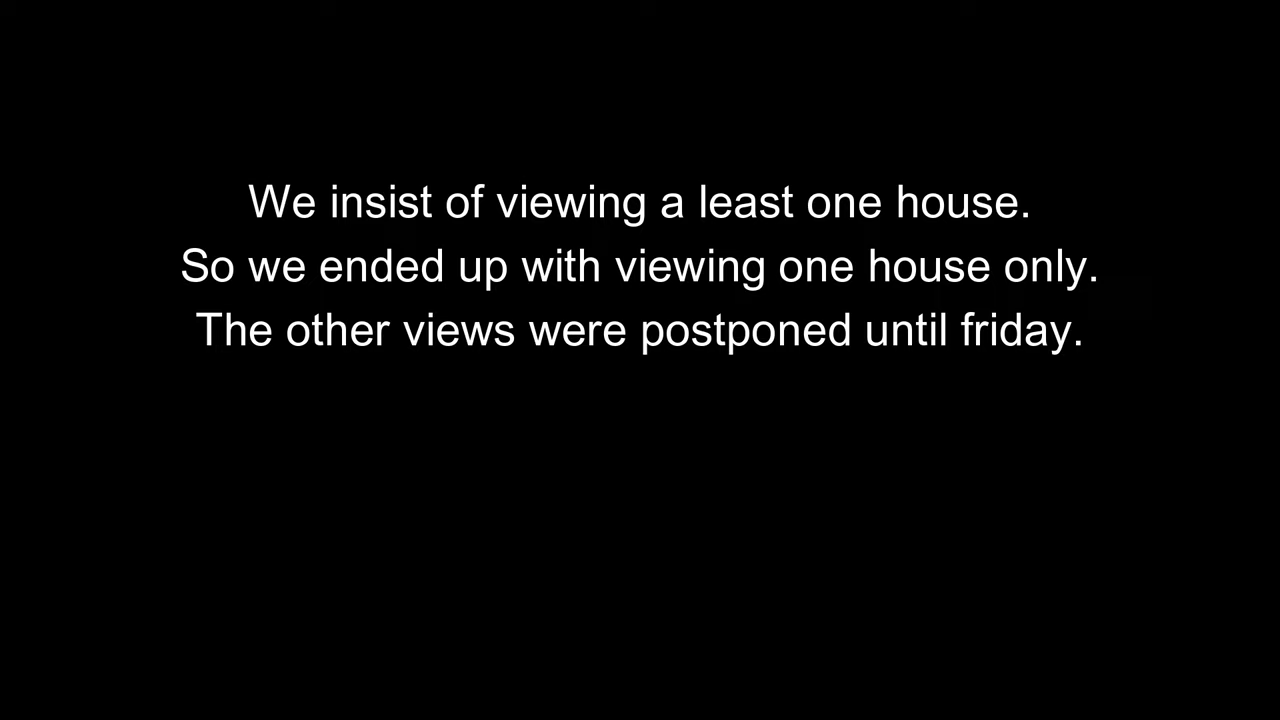 We insist of viewing a least one house.
So we ended up with viewing one house only.
The other views were postponed until friday.